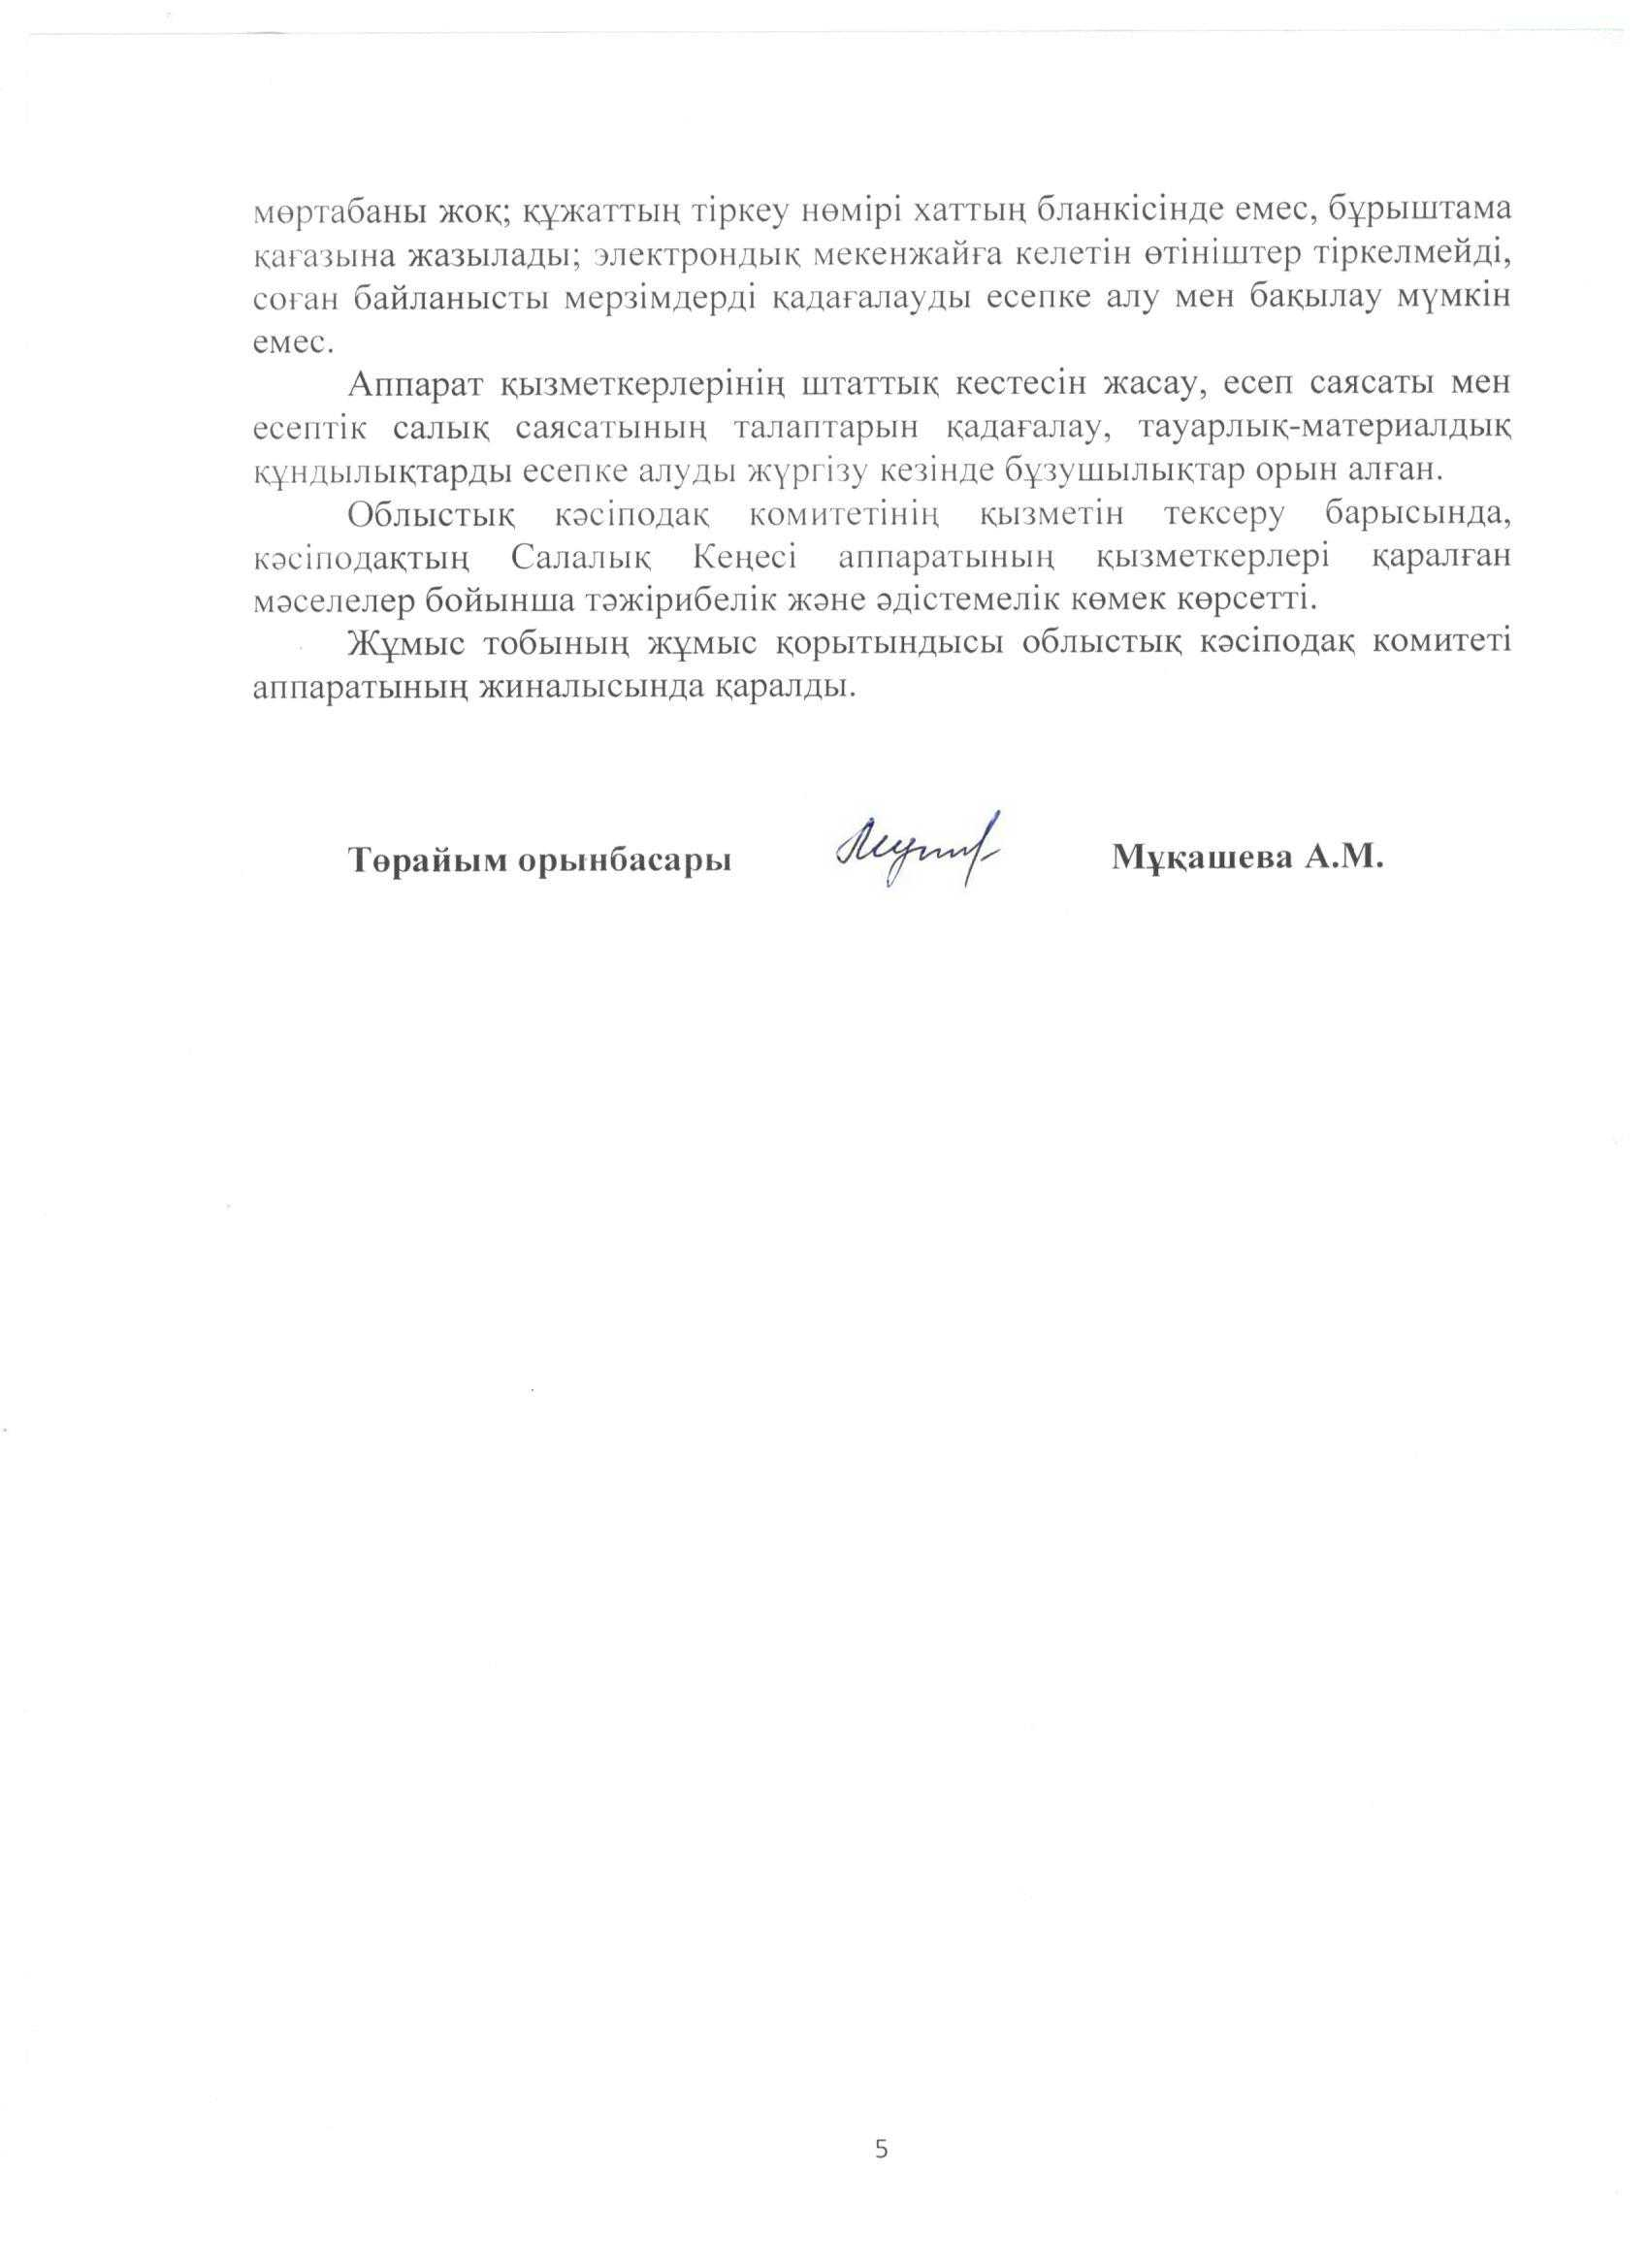 мөртабаны жоқ; құжаттың тіркеу нөмірі хаттың бланкісінде емес, бұрыштама
қағазына жазылады; электрондық мекенжайға келетін өтініштер тіркелмейді,
соған байланысты мерзімдерді қадағалауды есепке алу мен бақылау мүмкін
емес.
Аппарат қызметкерлерінің штаттық кестесін жасау, есеп саясаты мен
есептік салық саясатының талаптарын қадағалау, тауарлық-материалдық
құндылықтарды есепке алуды жүргізу кезінде бұзушылықтар орын алған.
Облыстық кәсіподақ комитетінің қызметін тексеру барысында,
кәсіподақтың Салалық Кеңесі аппаратының қызметкерлері қаралған
мәселелер бойынша тәжірибелік және әдістемелік көмек көрсетті.
Жұмыс тобының жұмыс қорытындысы облыстық кәсіподақ комитеті
аппаратының жиналысында қаралды.
Төрайым орынбасары Мұқашева А.М.
5